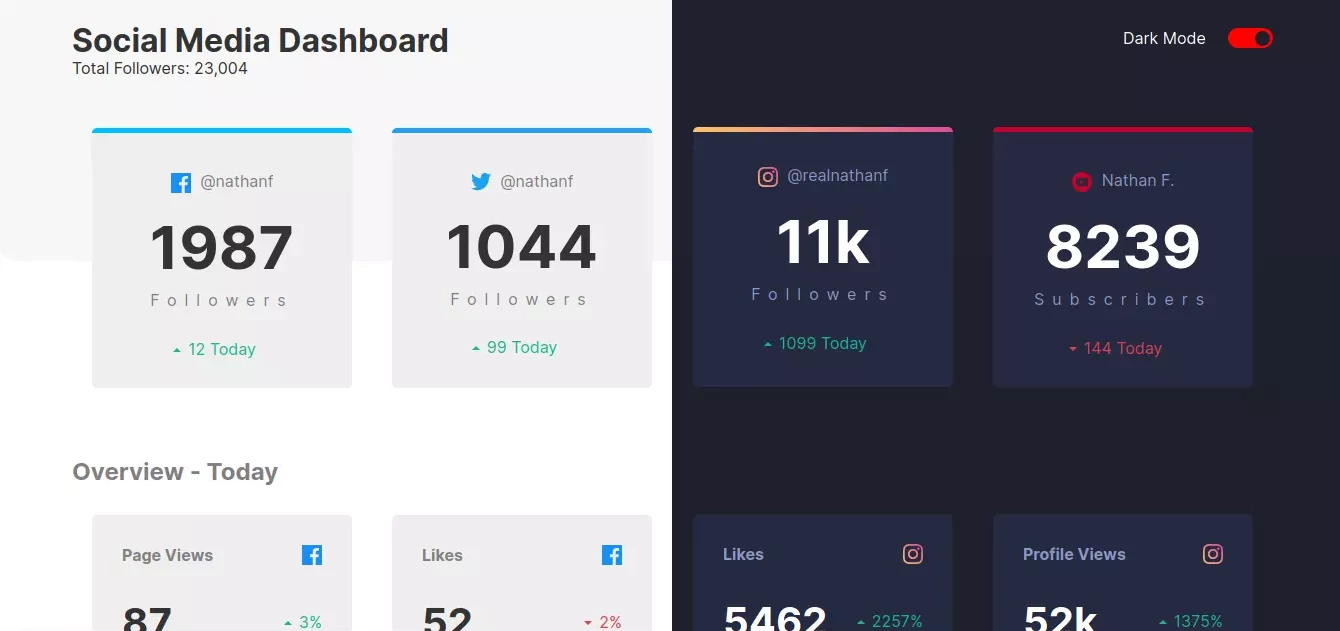 Social Media Dashboard
Total Followers: 23,004
Dark Mode
@nathanf
1987
Followers
12 Today
@nathanf
1044
Followers
99 Today
@realnathanf
11k
Followers
1099 Today
Nathan F.
8239
Subscribers
144 Today
Overview - Today
Page Views
87
3%
Likes
52
2%
Likes
5462
2257%
Profile Views
52k
1375%